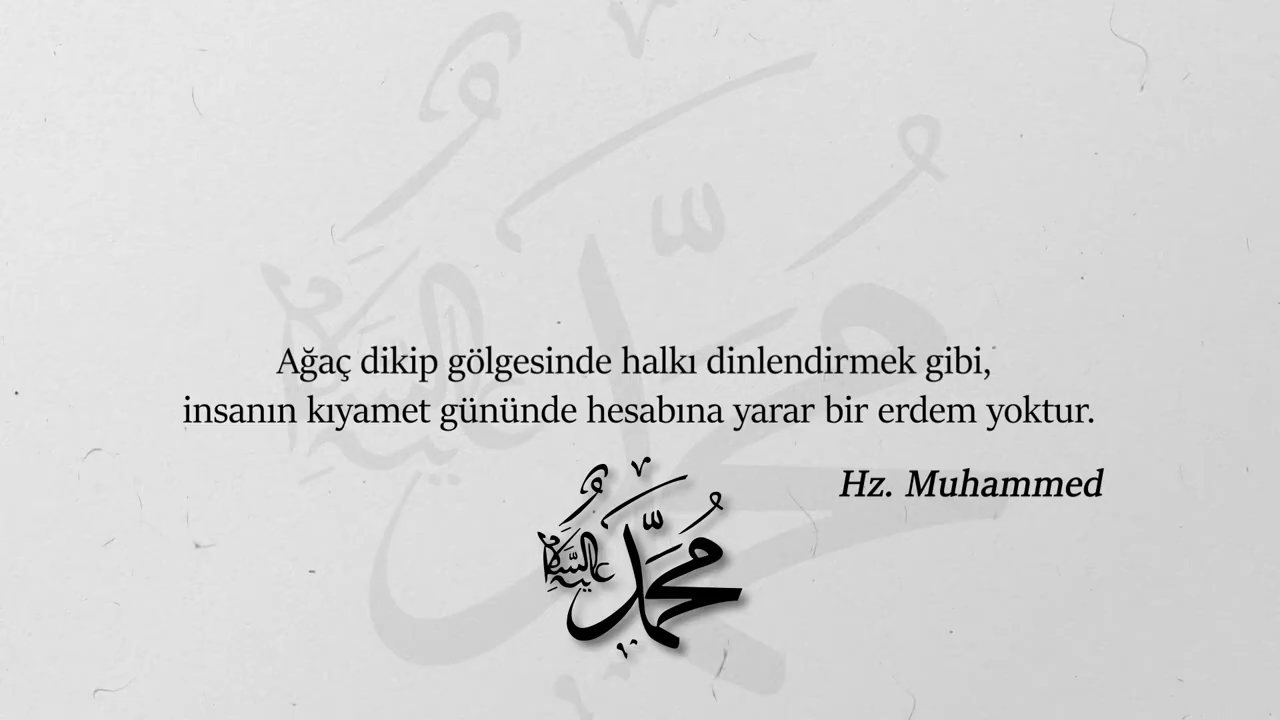 Ağaç dikip gölgesinde halkı dinlendirmek gibi,
insanın kıyamet gününde hesabına yarar bir erdem yoktur.
Hz. Muhammed
محمد عليه السلام